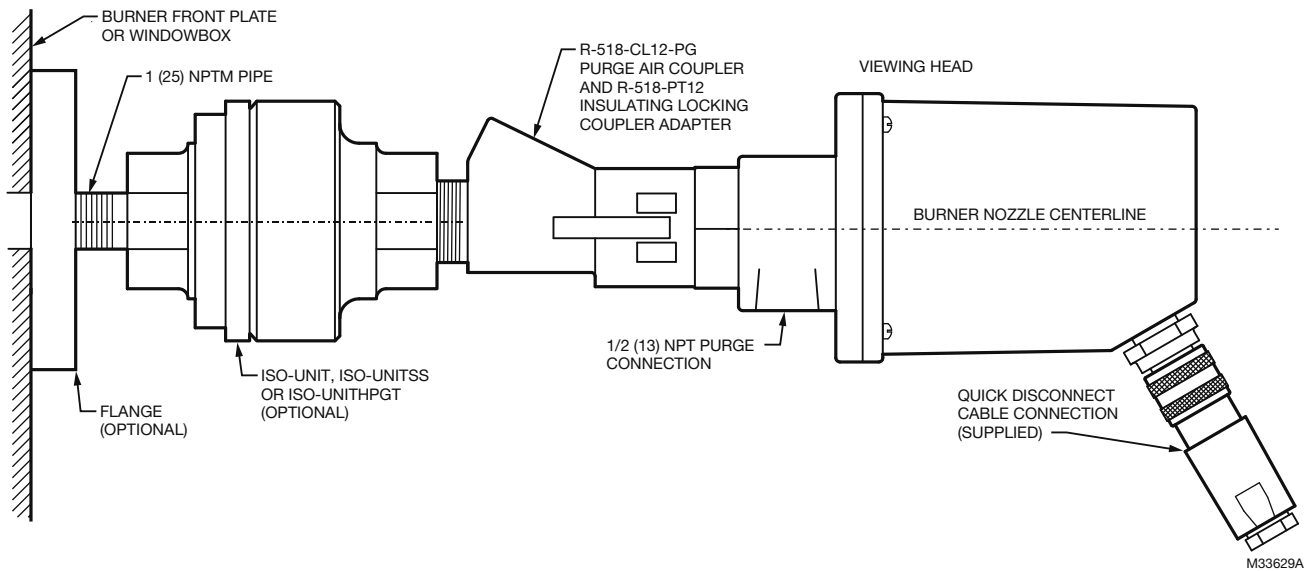 BURNER FRONT PLATE
OR WINDOWBOX
1 (25) NPTM PIPE
R-518-CL12-PG
PURGE AIR COUPLER
AND R-518-PT12
INSULATING LOCKING
COUPLER ADAPTER
VIEWING HEAD
BURNER NOZZLE CENTERLINE
1/2 (13) NPT PURGE
CONNECTION
ISO-UNIT, ISO-UNITSS
OR ISO-UNITHPGT
(OPTIONAL)
FLANGE
(OPTIONAL)
QUICK DISCONNECT
CABLE CONNECTION
(SUPPLIED)
M33629A